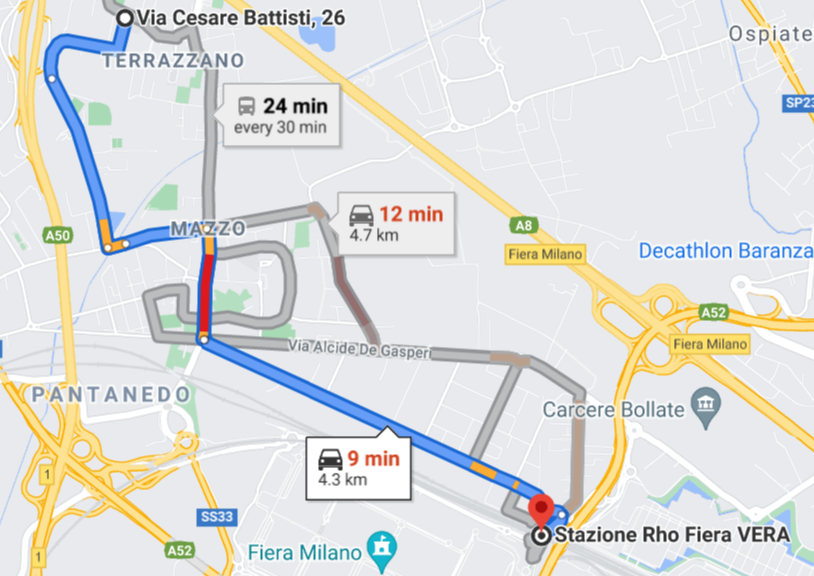 Via Cesare Battisti, 26
Ospiate
TERRAZZANO
24 min
every 30 min
SP23
12 min
4.7 km
MAZZO
A50
A8
Fiera Milano
Decathlon Baranza
A52
Fiera Milano
Via Alcide De Gasperi
PANTANEDO
Carcere Bollate
9 min
4.3 km
1
SS33
Stazione Rho Fiera VERA
A52
Fiera Milano
1